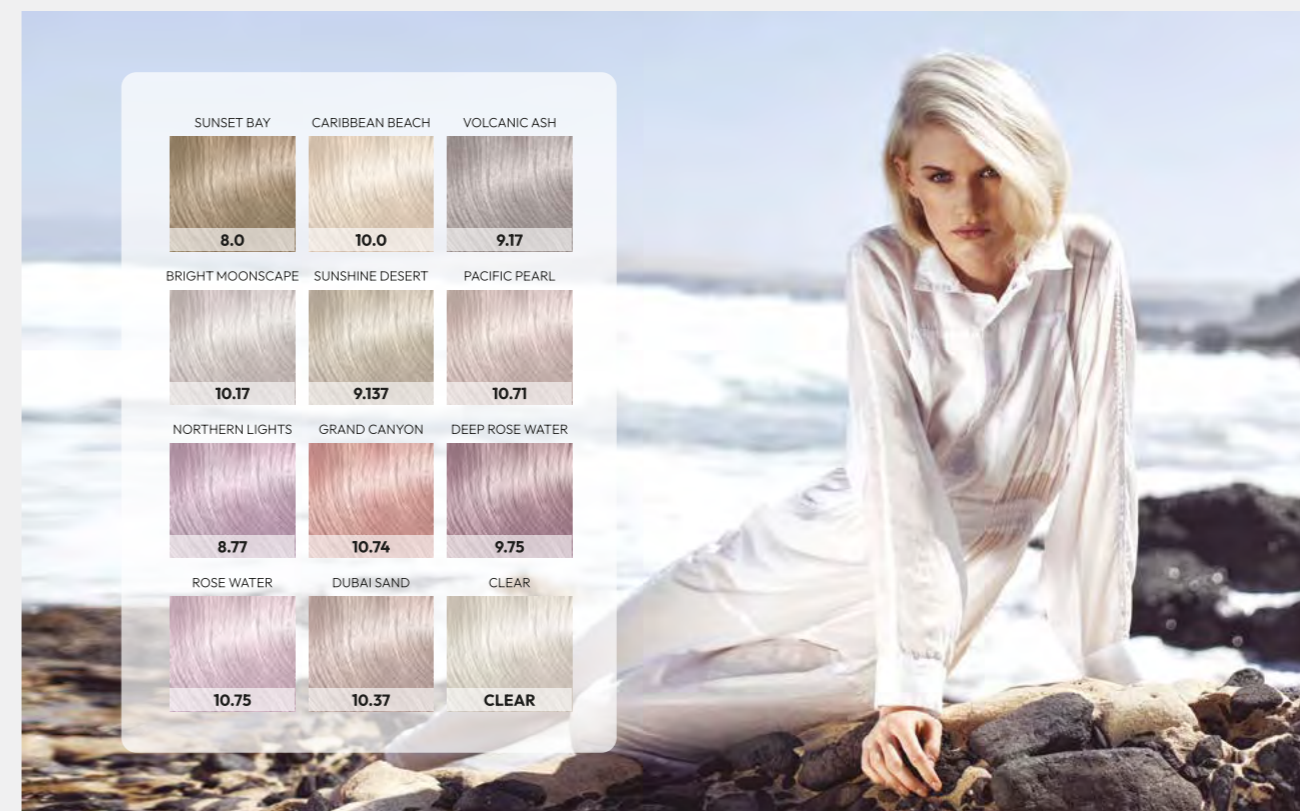 SUNSET BAY
CARIBBEAN BEACH
VOLCANIC ASH
8.0
10.0
9.17
BRIGHT MOONSCAPE
SUNSHINE DESERT
PACIFIC PEARL
10.17
9.137
10.71
NORTHERN LIGHTS
GRAND CANYON
DEEP ROSE WATER
8.77
10.74
9.75
ROSE WATER
DUBAI SAND
CLEAR
10.75
10.37
CLEAR